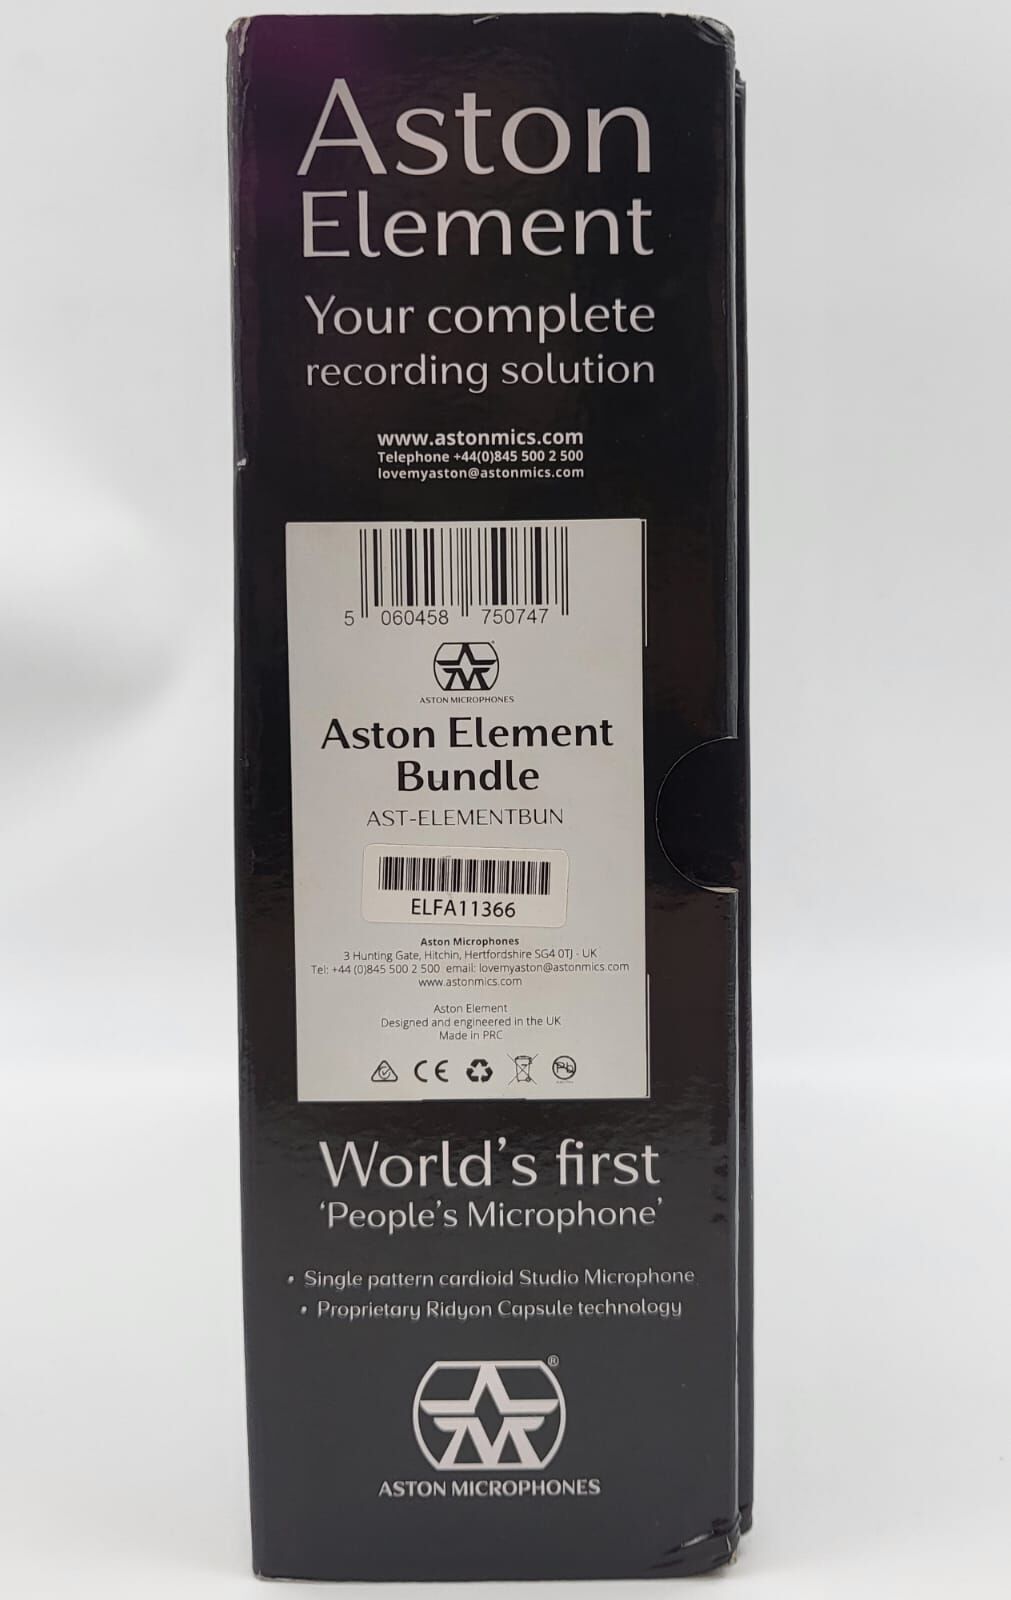 Aston
Element
Your complete
recording solution
www.astonmics.com
Telephone +44(0)845 500 2 500
lovemyaston@astonmics.com
5 060458 750747
ASTON MICROPHONES
Aston Element
Bundle
AST-ELEMENTBUN
ELFA11366
Aston Microphones
3 Hunting Gate, Hitchin, Hertfordshire SG4 0TJ - UK
Tel: +44 (0)845 500 2 500 email: lovemyaston@astonmics.com
www.astonmics.com
Aston Element
Designed and engineered in the UK
Made in PRC
CE
Pb
World's first
'People's Microphone'
• Single pattern cardioid Studio Microphone
• Proprietary Ridyon Capsule technology
®
ASTON MICROPHONES